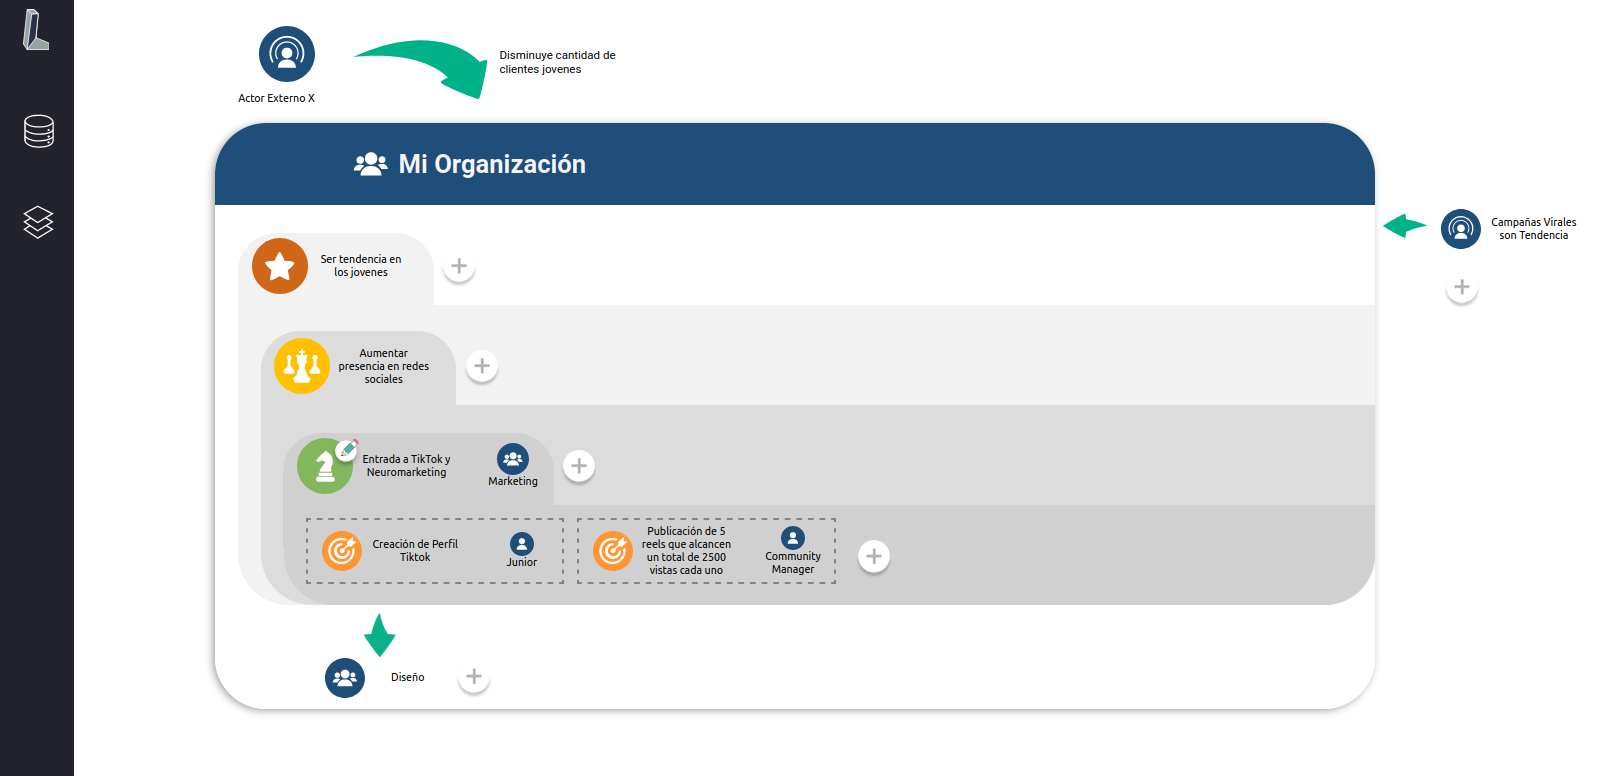 Disminuye cantidad de
clientes jovenes
Actor Externo X
Mi Organización
Campañas Virales
son Tendencia
Ser tendencia en
los jovenes
Aumentar
presencia en redes
sociales
Entrada a TikTok y
Neuromarketing
Marketing
Creación de Perfil
Tiktok
Junior
Publicación de 5
reels que alcancen
un total de 2500
vistas cada uno
Community
Manager
Diseño